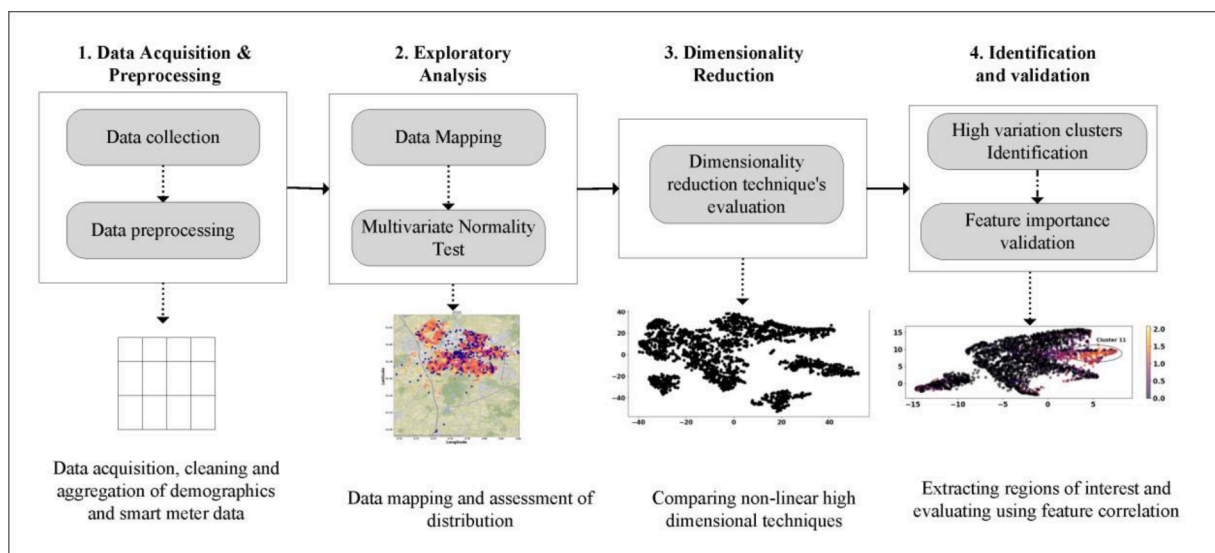 1. Data Acquisition &
Preprocessing
Data collection
Data preprocessing
Data acquisition, cleaning and
aggregation of demographics
and smart meter data
2. Exploratory
Analysis
Data Mapping
Multivariate Normality
Test
Latitude
Longitude
Data mapping and assessment of
distribution
3. Dimensionality
Reduction
Dimensionality
reduction technique's
evaluation
40
20
0
−20
−40
−40
−20
0
20
40
Comparing non-linear high
dimensional techniques
4. Identification
and validation
High variation clusters
Identification
Feature importance
validation
Cluster 11
15
10
5
0
−15
−10
−5
0
5
2.0
1.5
1.0
0.5
0.0
Extracting regions of interest and
evaluating using feature correlation